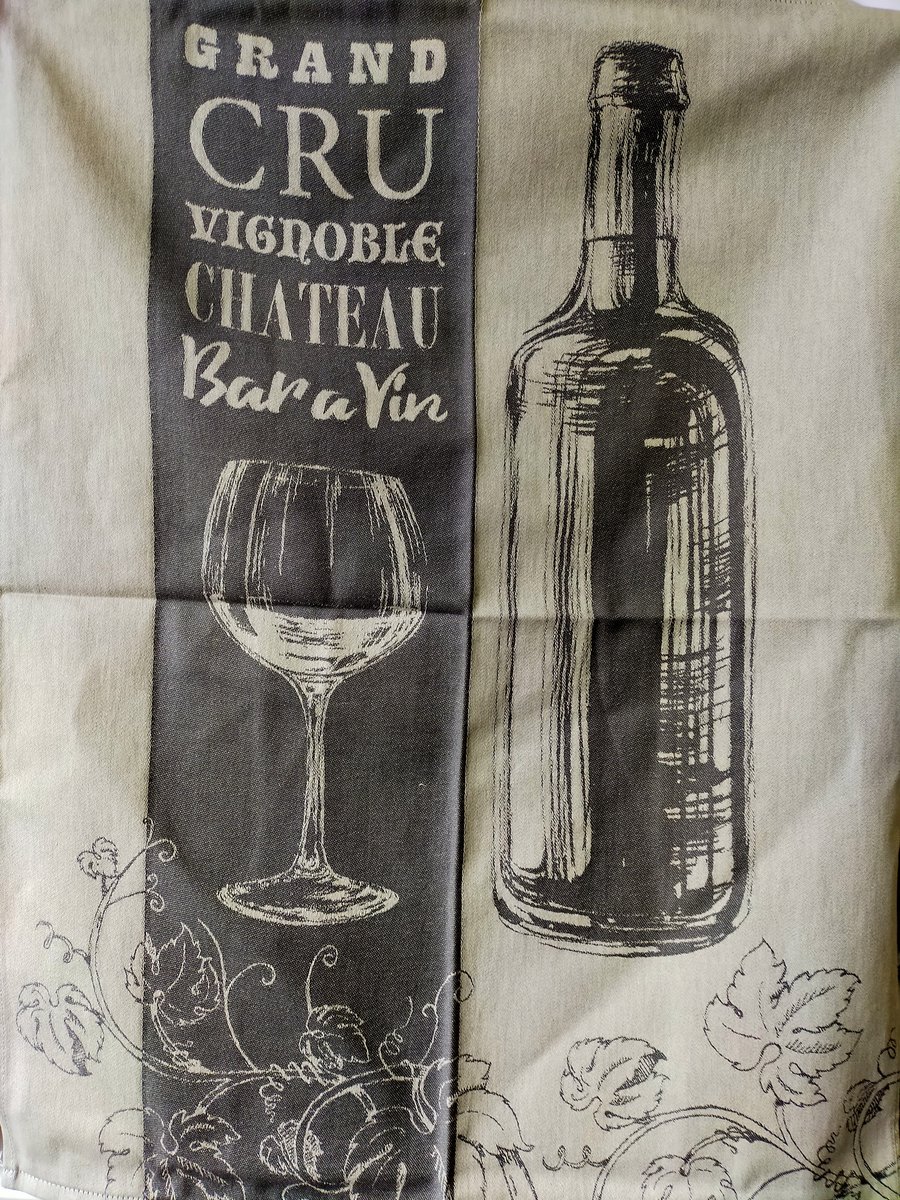 GRAND
CRU
VIGNOBLE
CHATEAU
Bar a Vin